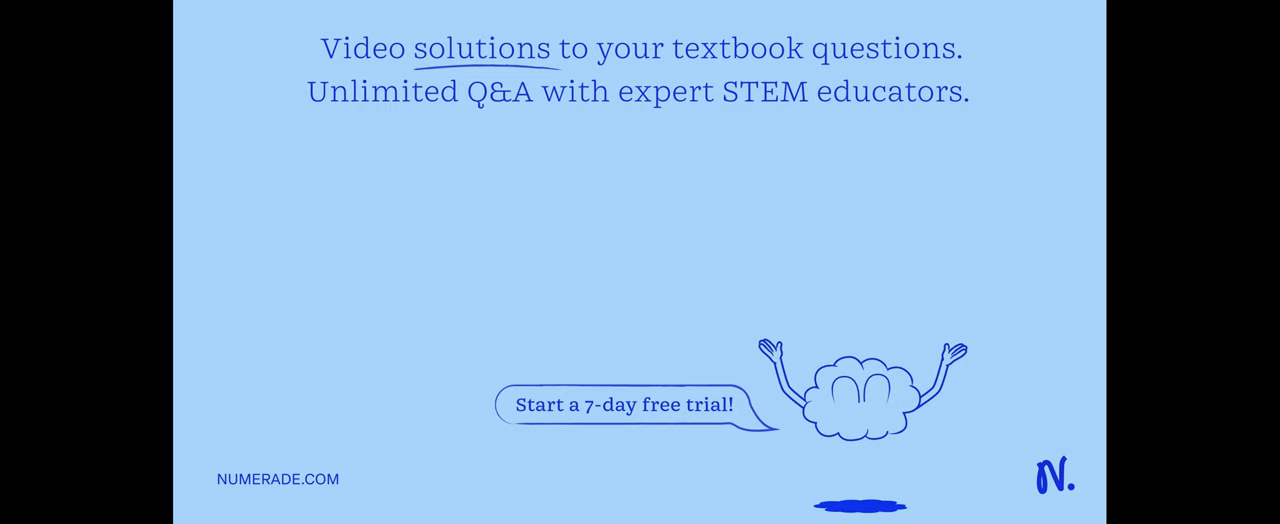 Video solutions to your textbook questions.
Unlimited Q&A with expert STEM educators.
Start a 7-day free trial!
NUMERADE.COM
N.